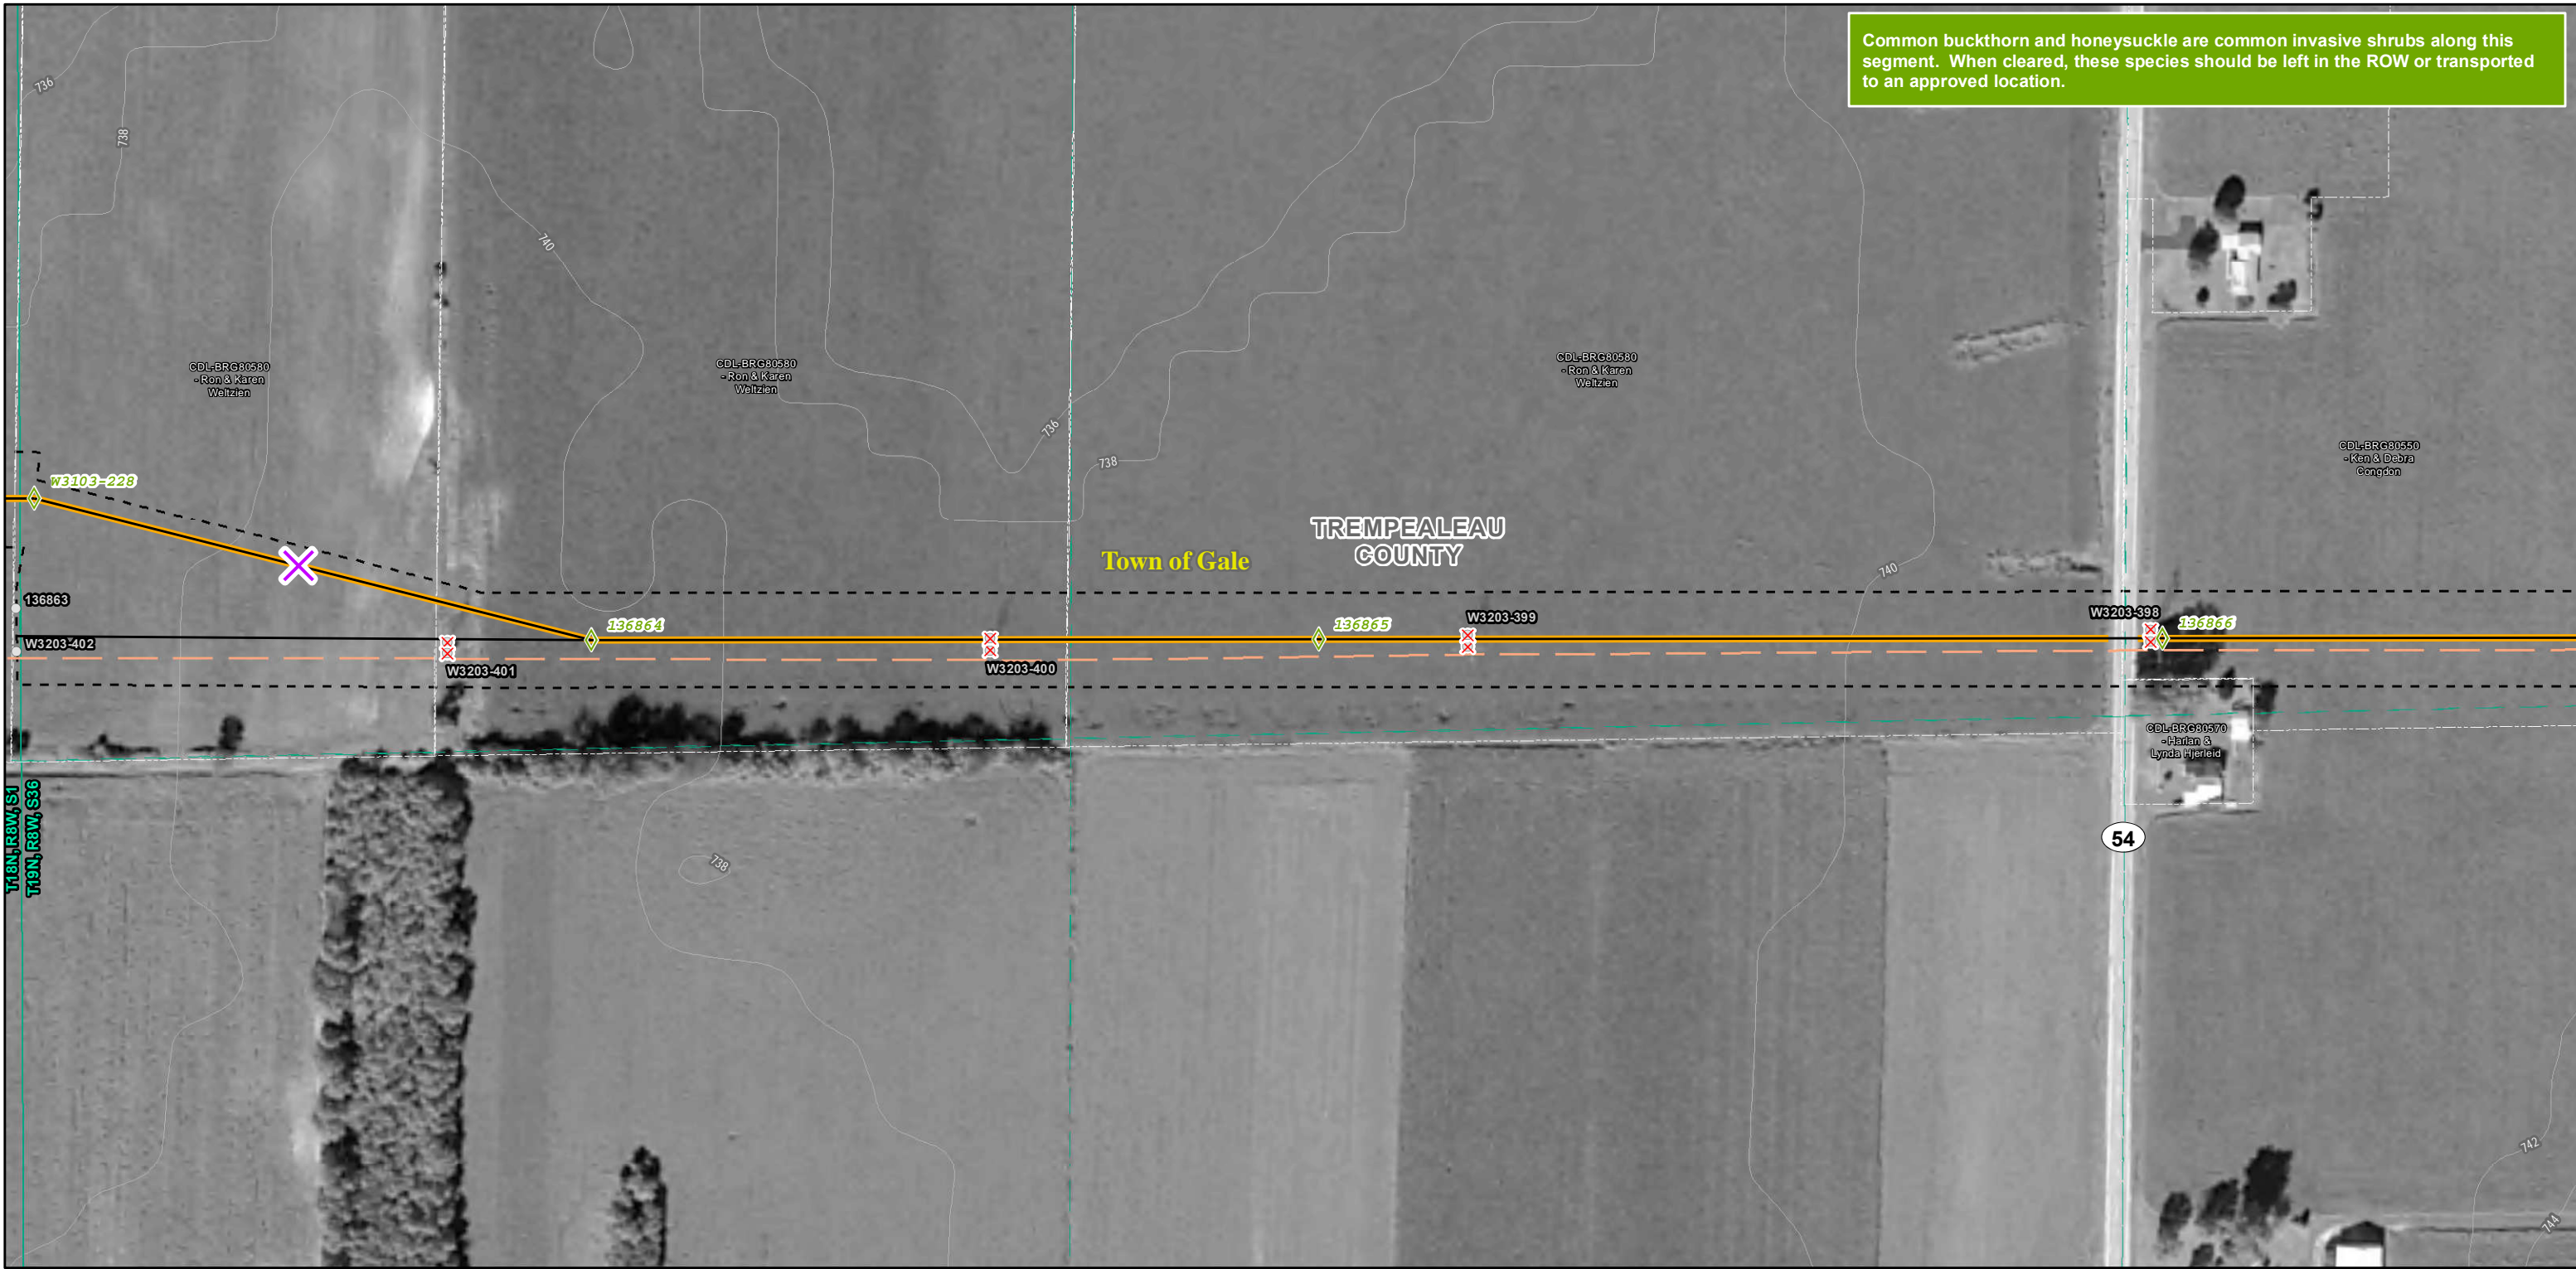 Common buckthorn and honeysuckle are common invasive shrubs along this
segment.  When cleared, these species should be left in the ROW or transported
to an approved location.
736
738
740
CDL-BRG80580
- Ron & Karen
Weltzien
CDL-BRG80580
- Ron & Karen
Weltzien
CDL-BRG80580
- Ron & Karen
Weltzien
736
738
CDL-BRG80550
- Ken & Debra
Congdon
W3103-228
TREMPEALEAU
COUNTY
Town of Gale
740
136863
W3203-402
136864
136865
W3203-399
W3203-398
136866
W3203-401
W3203-400
CDL-BRG80570
- Harlan &
Lynda Hjerleid
T18N, R8W, S1
T19N, R8W, S36
54
738
742
744